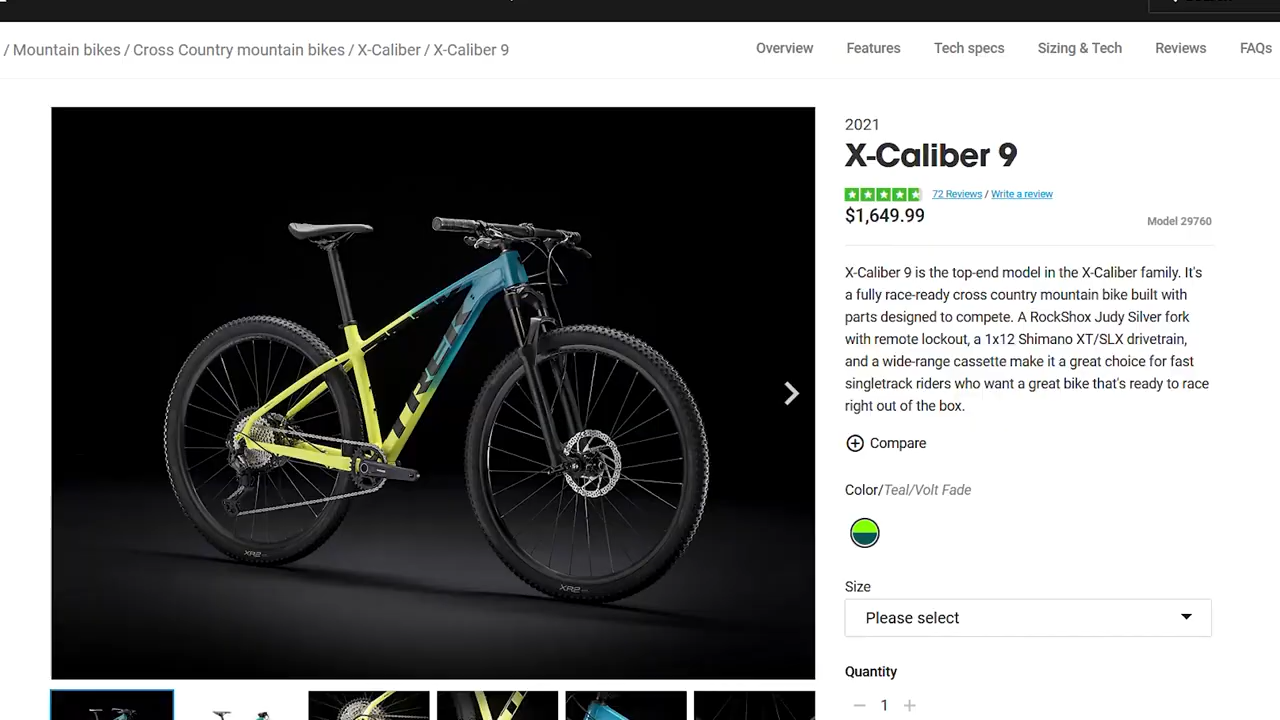 / Mountain bikes / Cross Country mountain bikes / X-Caliber / X-Caliber 9
Overview
Features
Tech specs
Sizing & Tech
Reviews
FAQs
TREK
XR2
XR2
2021
X-Caliber 9
72 Reviews / Write a review
$1,649.99
Model 29760
X-Caliber 9 is the top-end model in the X-Caliber family. It's
a fully race-ready cross country mountain bike built with
parts designed to compete. A RockShox Judy Silver fork
with remote lockout, a 1x12 Shimano XT/SLX drivetrain,
and a wide-range cassette make it a great choice for fast
singletrack riders who want a great bike that's ready to race
right out of the box.
Compare
Color/Teal/Volt Fade
Size
Please select
Quantity
1